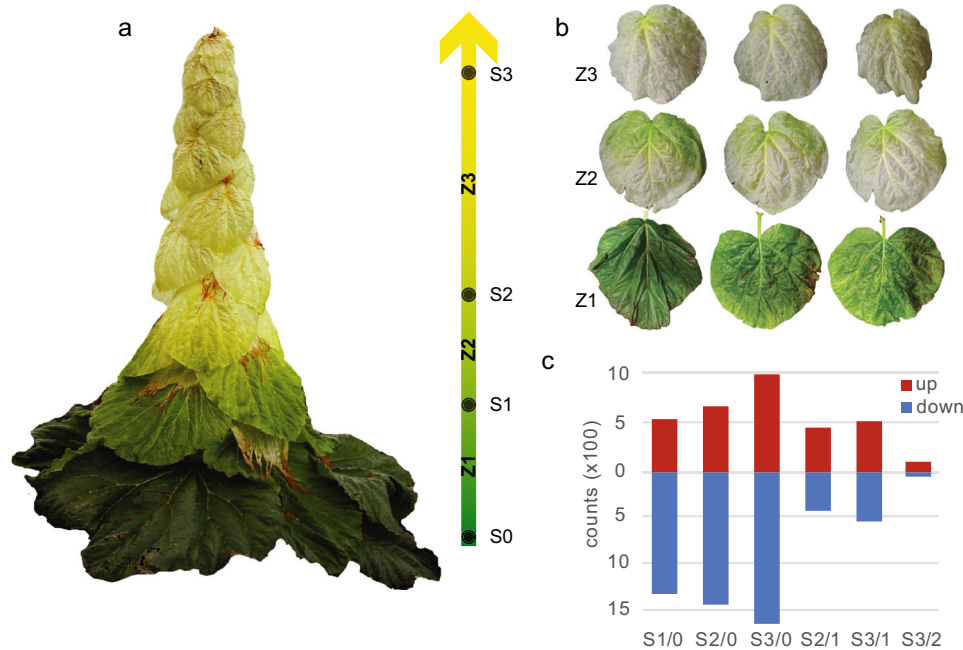 a
S3
Z3
S2
Z2
S1
Z1
S0
b
Z3
Z2
Z1
c
up
down
counts (x100)
10
5
0
5
10
15
S1/0 S2/0 S3/0 S2/1 S3/1 S3/2